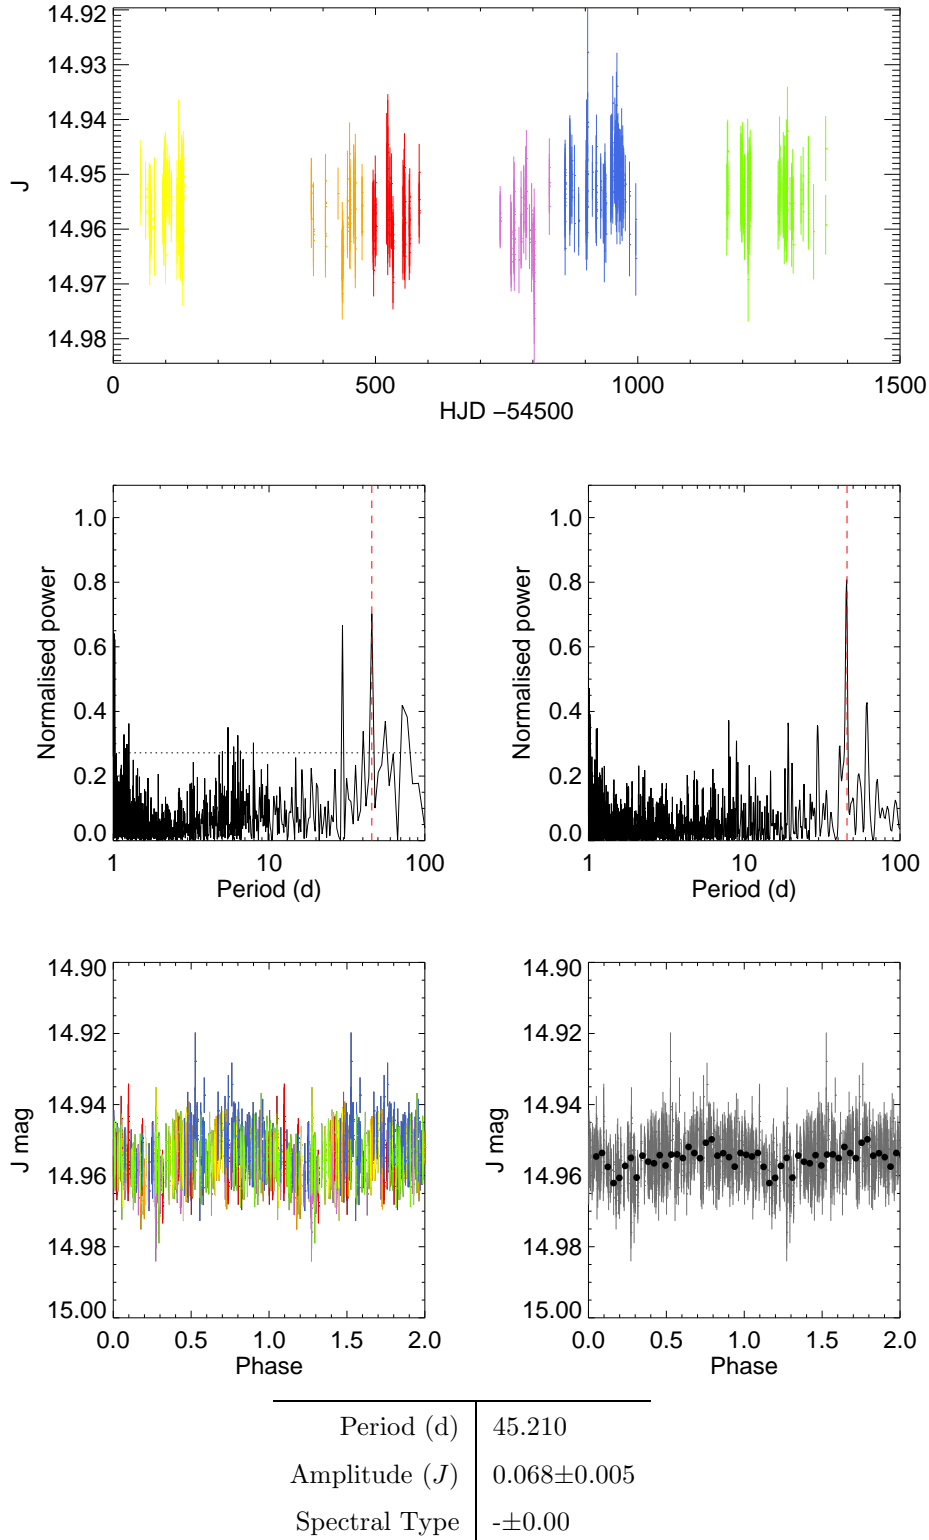 14.92
14.93
14.94
14.95
14.96
14.97
14.98
J
0 500 1000 1500
HJD −54500
1.0
0.8
0.6
0.4
0.2
0.0
Normalised power
1 10 100
Period (d)
1.0
0.8
0.6
0.4
0.2
0.0
Normalised power
1 10 100
Period (d)
14.90
14.92
14.94
14.96
14.98
15.00
J mag
0.0 0.5 1.0 1.5 2.0
Phase
14.90
14.92
14.94
14.96
14.98
15.00
J mag
0.0 0.5 1.0 1.5 2.0
Phase
Period (d) 45.210
Amplitude (J) 0.068±0.005
Spectral Type -±0.00